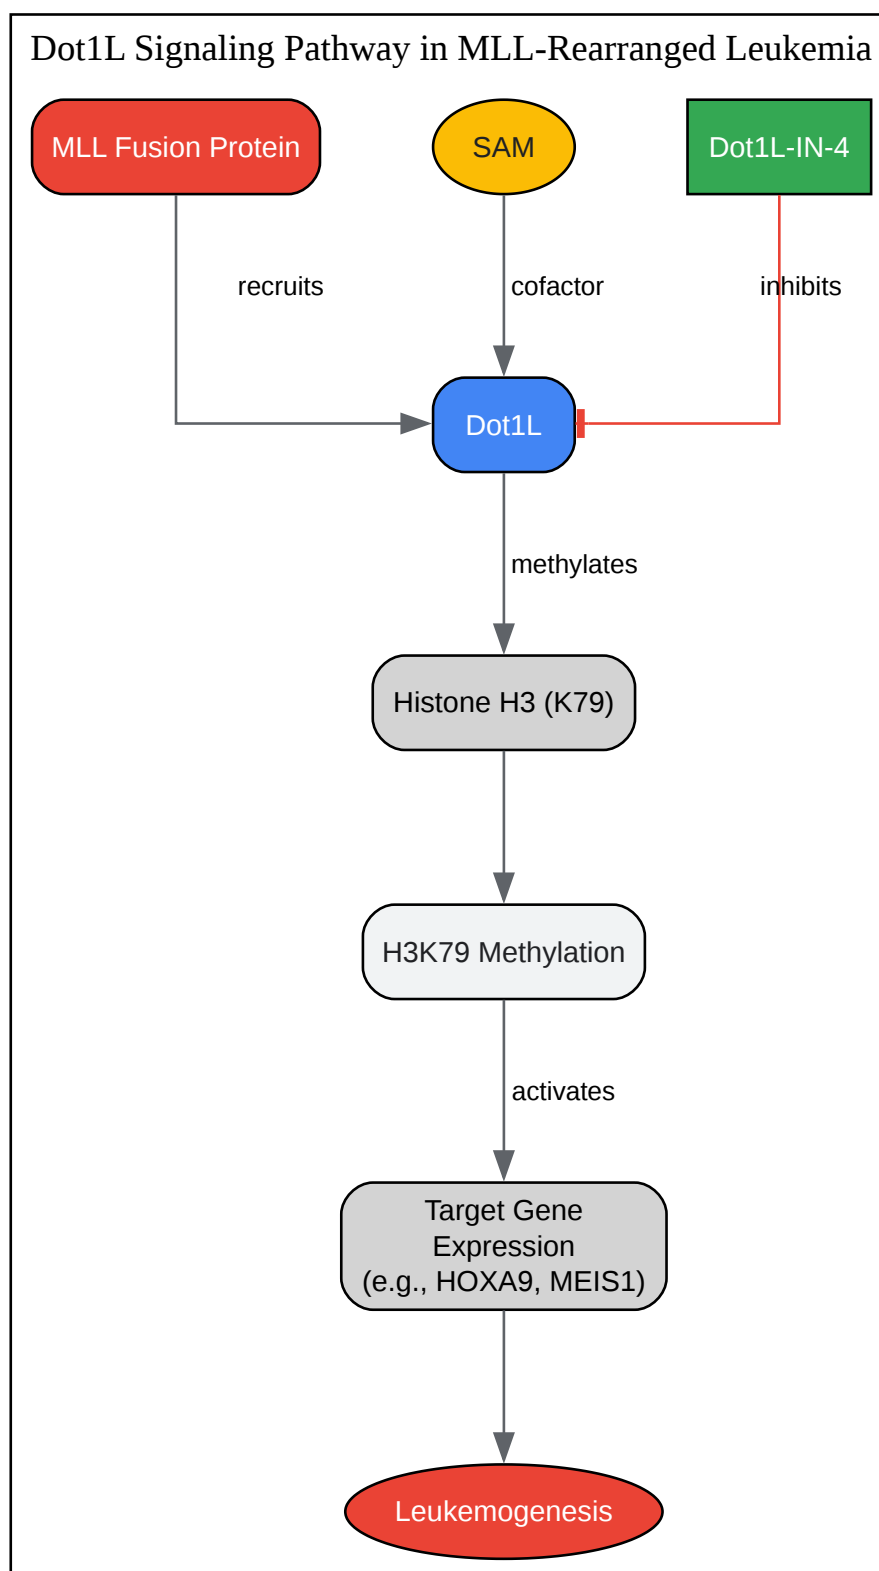 Dot1L Signaling Pathway in MLL-Rearranged Leukemia
MLL Fusion Protein
SAM
Dot1L-IN-4
recruits
cofactor
inhibits
Dot1L
methylates
Histone H3 (K79)
H3K79 Methylation
activates
Target Gene
Expression
(e.g., HOXA9, MEIS1)
Leukemogenesis